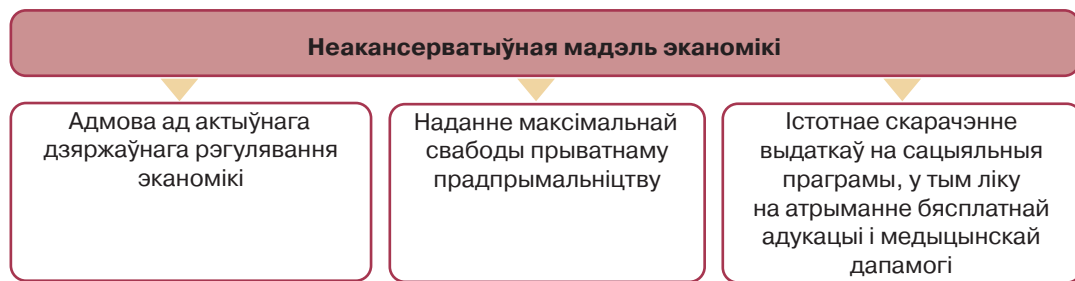 Неакансерватыўная мадэль эканомікі
Адмова ад актыўнага
дзяржаўнага рэгулявання
эканомікі
Наданне максімальнай
свабоды прыватнаму
прадпрымальніцтву
Істотнае скарачэнне
выдаткаў на сацыяльныя
праграмы, у тым ліку
на атрыманне бясплатнай
адукацыі і медыцынскай
дапамогі